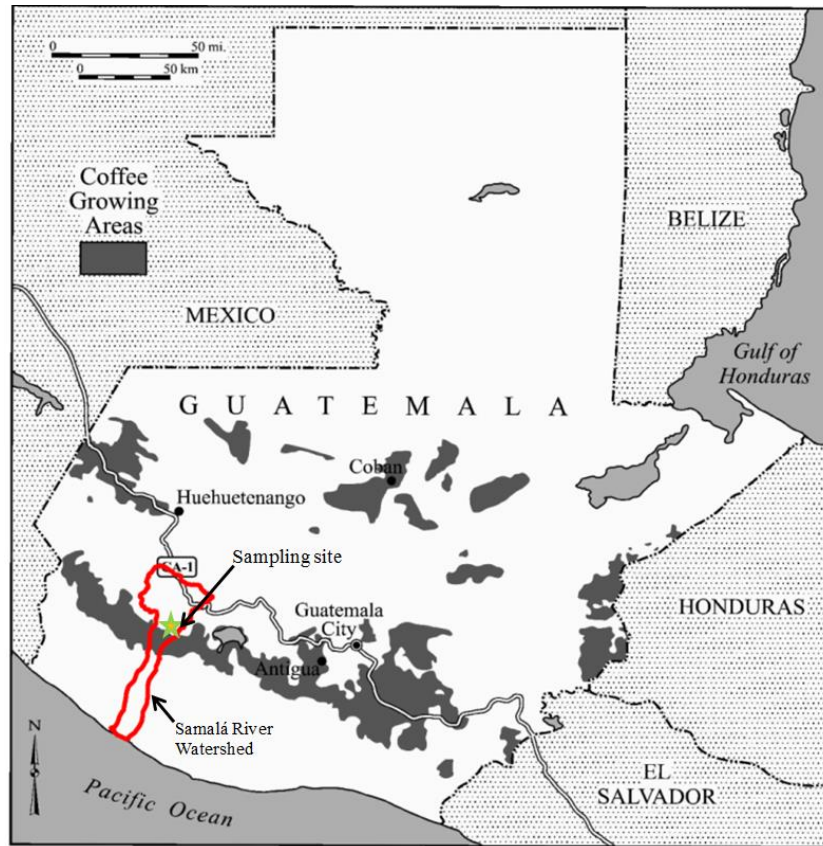 0 50 mi.
0 50 km
Coffee
Growing
Areas
BELIZE
MEXICO
Gulf of
Honduras
GUATEMALA
Coban
Huehuetenango
Sampling site
CA-1
HONDURAS
Guatemala
City
Antigua
Samalá River
Watershed
N
EL
SALVADOR
Pacific Ocean